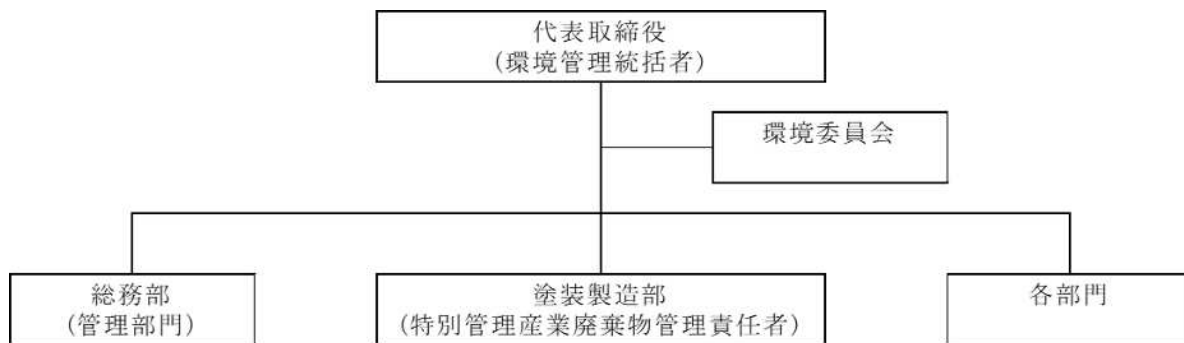 代表取締役
(環境管理統括者)
環境委員会
総務部
(管理部門)
塗装製造部
(特別管理産業廃棄物管理責任者)
各部門